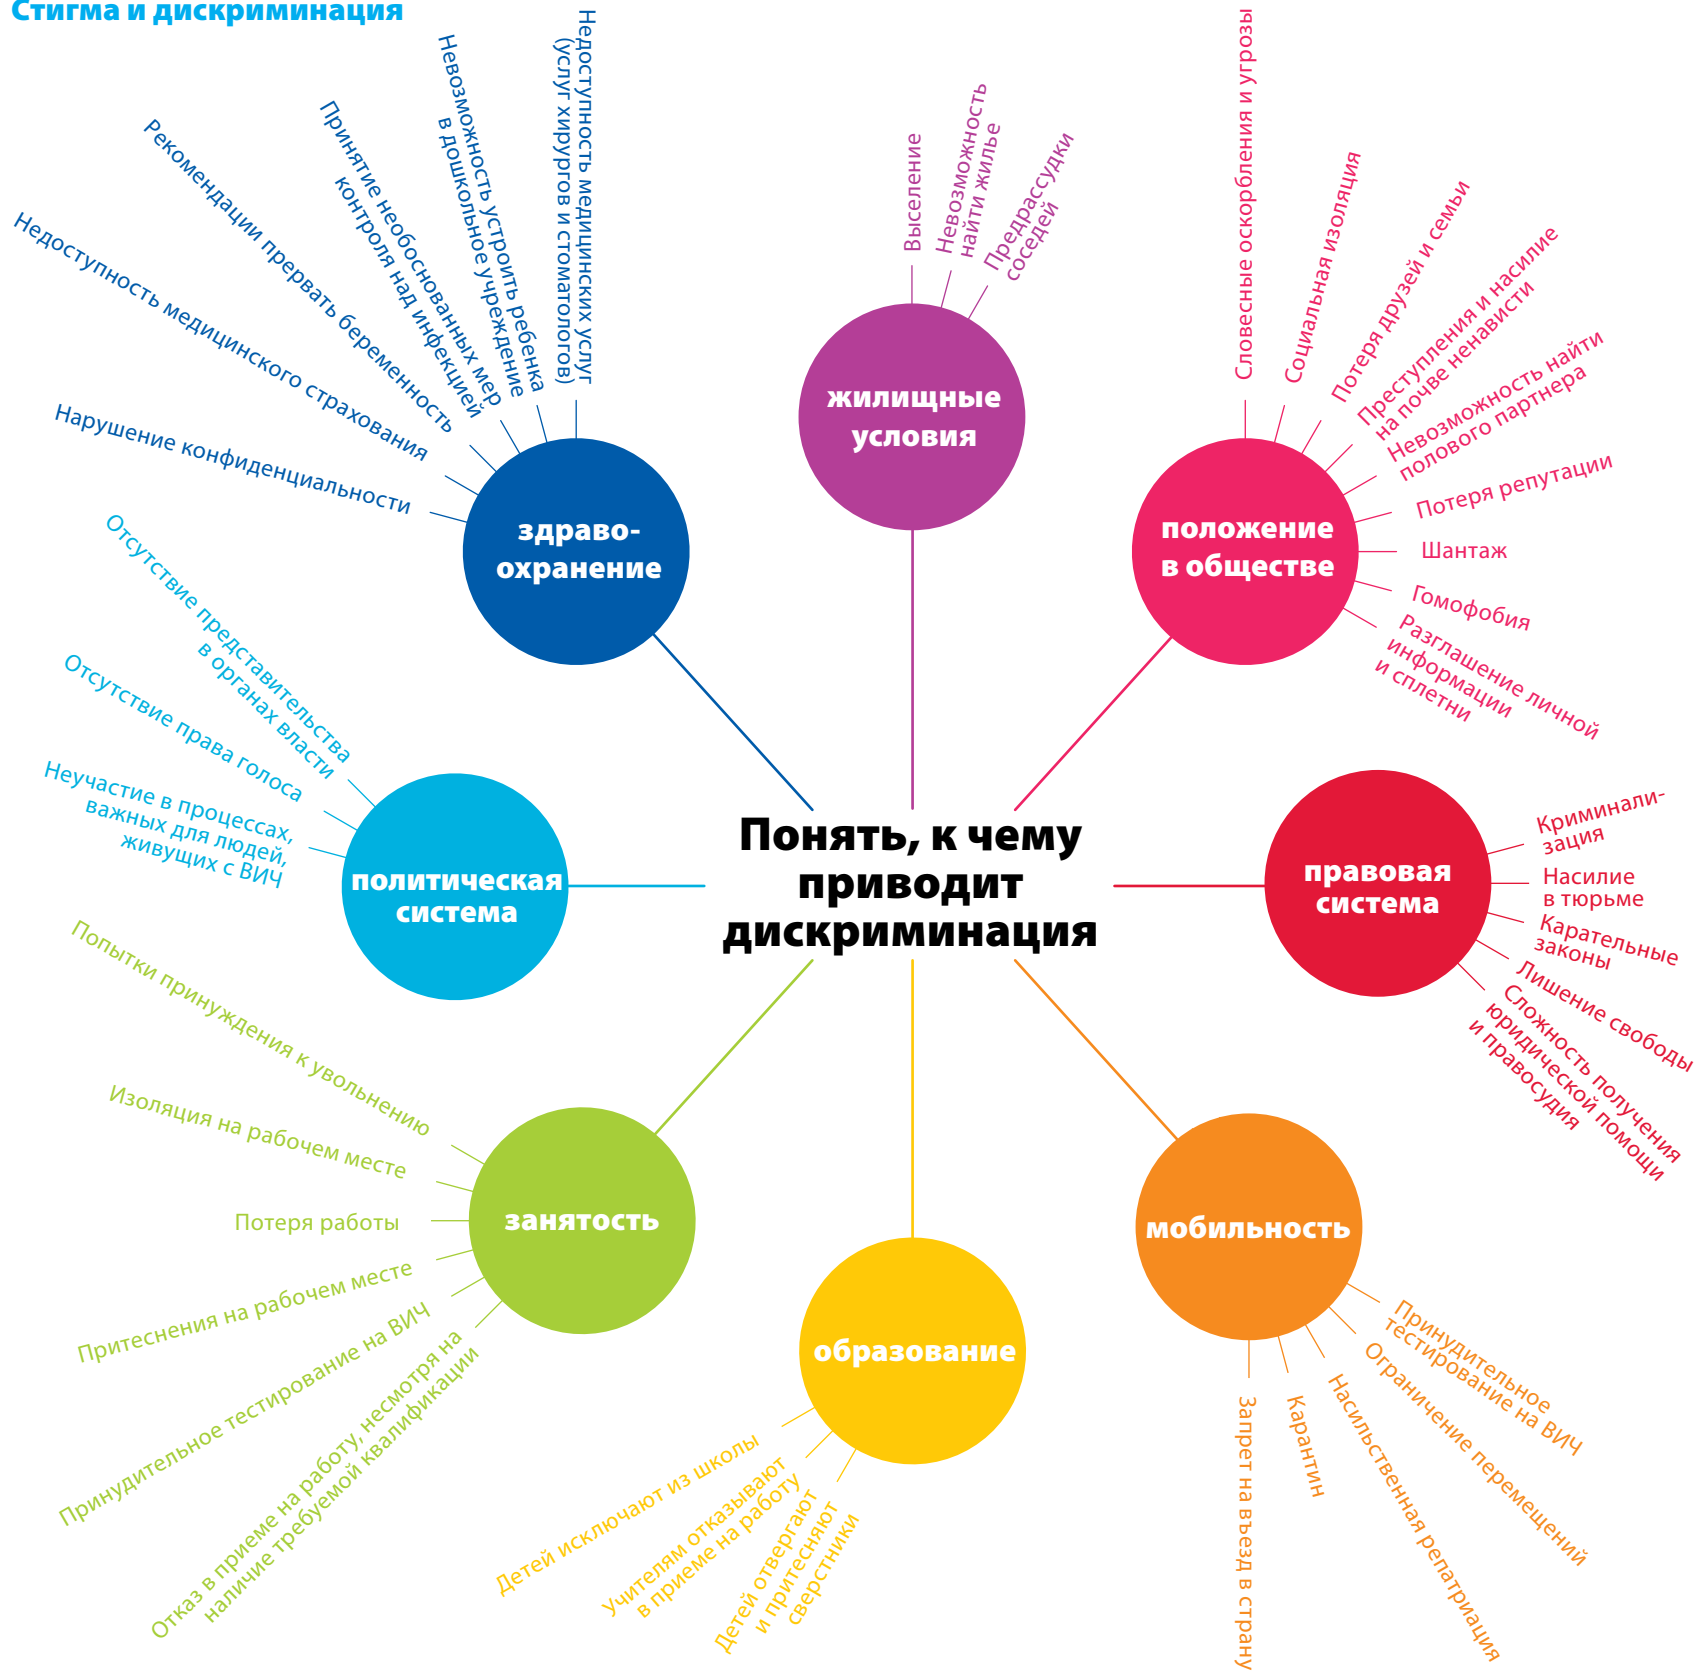 Стигма и дискриминация
Понять, к чему
приводит
дискриминация
жилищные
условия
Выселение
Невозможность
найти жилье
Предрассудки
соседей
положение
в обществе
Словесные оскорбления и угрозы
Социальная изоляция
Потеря друзей и семьи
Преступления и насилие
на почве ненависти
Невозможность найти
полового партнера
Потеря репутации
Шантаж
Гомофобия
Разглашение личной
информации
и сплетни
правовая
система
Криминали-
зация
Насилие
в тюрьме
Карательные
законы
Лишение свободы
Сложность получения
юридической помощи
и правосудия
мобильность
Принудительное
тестирование на ВИЧ
Ограничение перемещений
Насильственная репатриация
Карантин
Запрет на въезд в страну
образование
Детей исключают из школы
Учителям отказывают
в приеме на работу
Детей отвергают
и притесняют
сверстники
занятость
Попытки принуждения к увольнению
Изоляция на рабочем месте
Потеря работы
Притеснения на рабочем месте
Принудительное тестирование на ВИЧ
Отказ в приеме на работу, несмотря на
наличие требуемой квалификации
политическая
система
Отсутствие представительства
в органах власти
Отсутствие права голоса
Неучастие в процессах,
важных для людей,
живущих с ВИЧ
здраво-
охранение
Нарушение конфиденциальности
Недоступность медицинского страхования
Рекомендации прервать беременность
Принятие необоснованных мер
контроля над инфекцией
Невозможность устроить ребенка
в дошкольное учреждение
Недоступность медицинских услуг
(услуг хирургов и стоматологов)